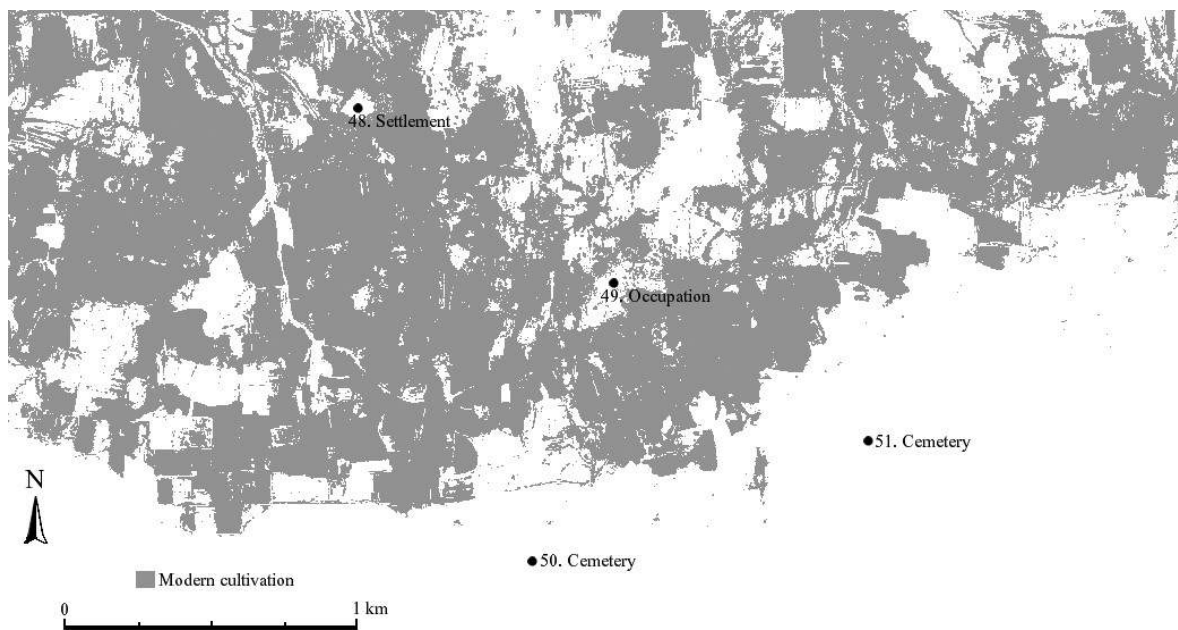 48. Settlement
49. Occupation
51. Cemetery
N
50. Cemetery
Modern cultivation
0 1 km